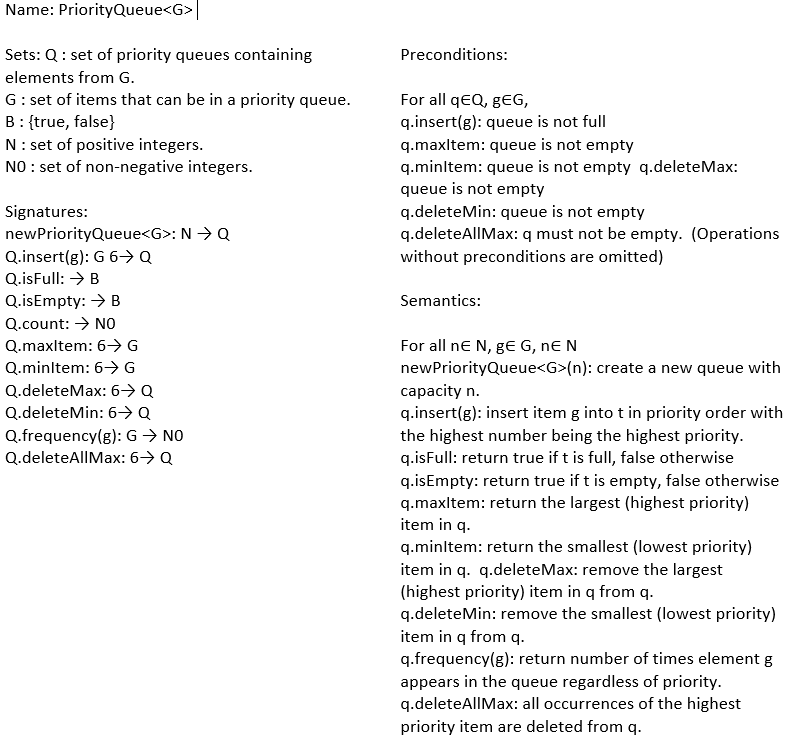 Name: PriorityQueue<G>
Sets: Q : set of priority queues containing
elements from G.
G : set of items that can be in a priority queue.
B : {true, false}
N : set of positive integers.
N0 : set of non-negative integers.
Signatures:
newPriorityQueue<G>: N → Q
Q.insert(g): G 6→ Q
Q.isFull: → B
Q.isEmpty: → B
Q.count: → N0
Q.maxItem: 6→ G
Q.minItem: 6→ G
Q.deleteMax: 6→ Q
Q.deleteMin: 6→ Q
Q.frequency(g): G → N0
Q.deleteAllMax: 6→ Q
Preconditions:
For all q∈Q, g∈G,
q.insert(g): queue is not full
q.maxItem: queue is not empty
q.minItem: queue is not empty  q.deleteMax:
queue is not empty
q.deleteMin: queue is not empty
q.deleteAllMax: q must not be empty.  (Operations
without preconditions are omitted)
Semantics:
For all n∈ N, g∈ G, n∈ N
newPriorityQueue<G>(n): create a new queue with
capacity n.
q.insert(g): insert item g into t in priority order with
the highest number being the highest priority.
q.isFull: return true if t is full, false otherwise
q.isEmpty: return true if t is empty, false otherwise
q.maxItem: return the largest (highest priority)
item in q.
q.minItem: return the smallest (lowest priority)
item in q.  q.deleteMax: remove the largest
(highest priority) item in q from q.
q.deleteMin: remove the smallest (lowest priority)
item in q from q.
q.frequency(g): return number of times element g
appears in the queue regardless of priority.
q.deleteAllMax: all occurrences of the highest
priority item are deleted from q.